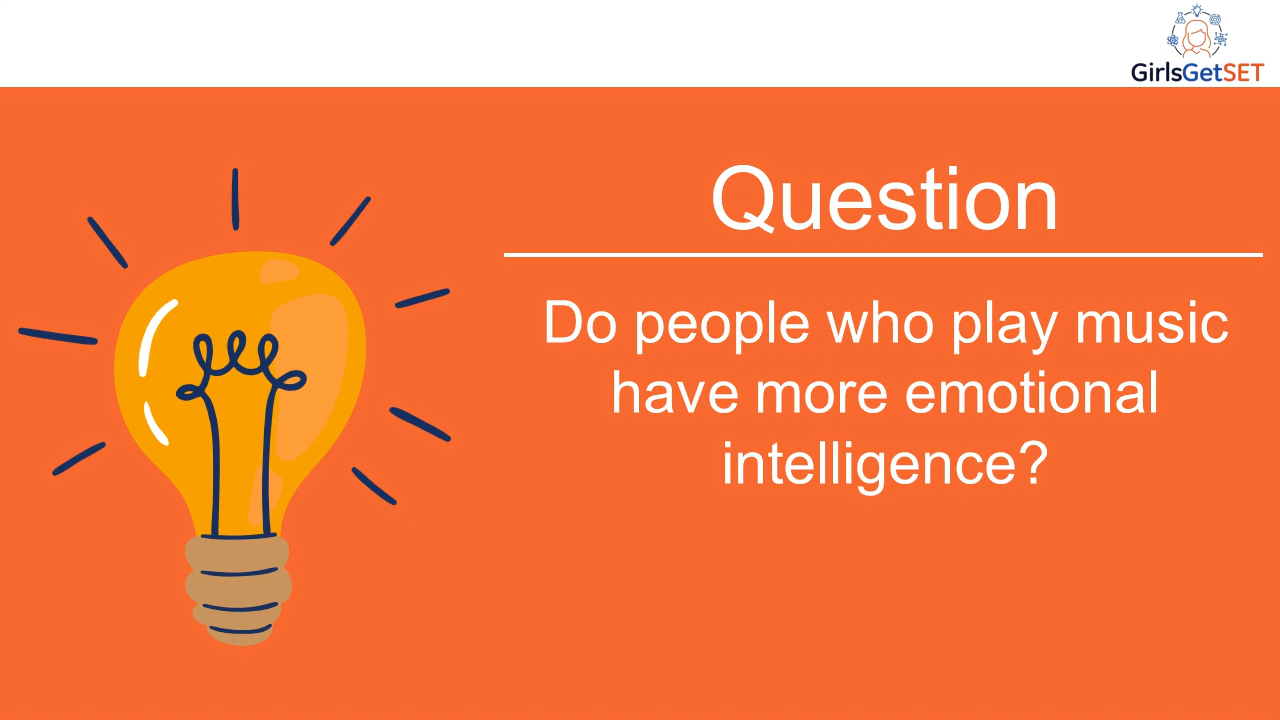 GirlsGetSET
Question
Do people who play music
have more emotional
intelligence?